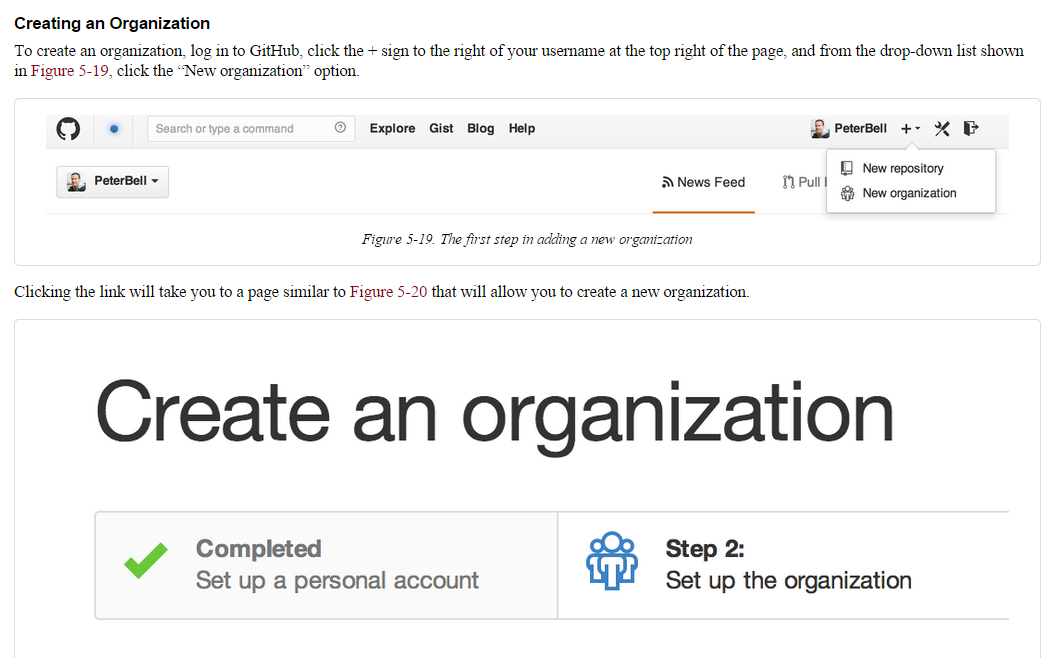 Creating an Organization
To create an organization, log in to GitHub, click the + sign to the right of your username at the top right of the page, and from the drop-down list shown
in Figure 5-19, click the “New organization” option.
Search or type a command
Explore Gist Blog Help
PeterBell +
New repository
PeterBell
News Feed
Pull
New organization
Figure 5-19. The first step in adding a new organization
Clicking the link will take you to a page similar to Figure 5-20 that will allow you to create a new organization.
Create an organization
Completed
Set up a personal account
Step 2:
Set up the organization